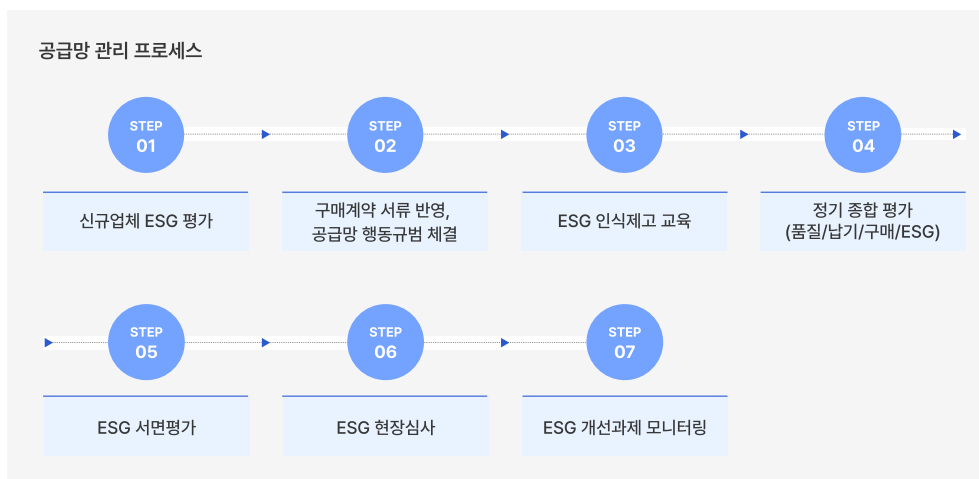 공급망 관리 프로세스
STEP
01
신규업체 ESG 평가
STEP
02
구매계약 서류 반영,
공급망 행동규범 체결
STEP
03
ESG 인식제고 교육
STEP
04
정기 종합 평가
(품질/납기/구매/ESG)
STEP
05
ESG 서면평가
STEP
06
ESG 현장심사
STEP
07
ESG 개선과제 모니터링